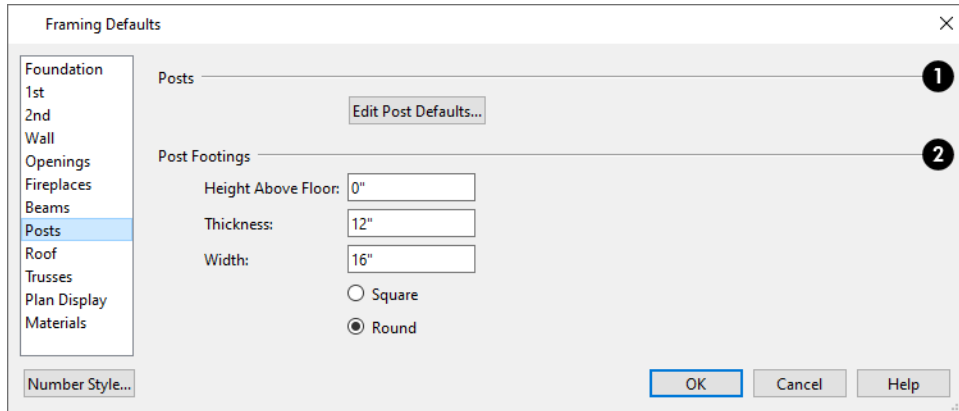 Framing Defaults
Foundation
1st
2nd
Wall
Openings
Fireplaces
Beams
Posts
Roof
Trusses
Plan Display
Materials
Number Style...
Posts 1
Edit Post Defaults...
Post Footings 2
Height Above Floor: 0"
Thickness: 12"
Width: 16"
Square
Round
OK Cancel Help